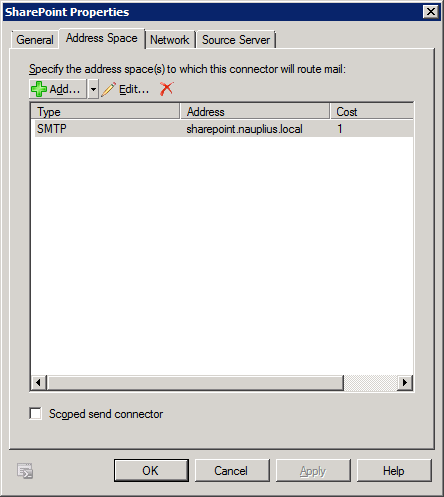 SharePoint Properties
General Address Space Network Source Server
Specify the address space(s) to which this connector will route mail:
Add... Edit...
Type Address Cost
SMTP sharepoint.nauplius.local 1
Scoped send connector
OK Cancel Apply Help